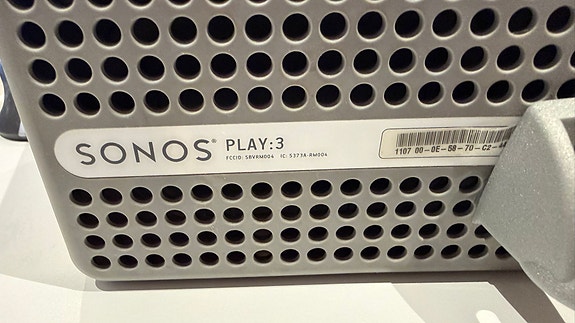 SONOS® PLAY:3
FCCID: SBVRM004 IC: 5373A-RM004
1107 00-0E-58-70-C2-